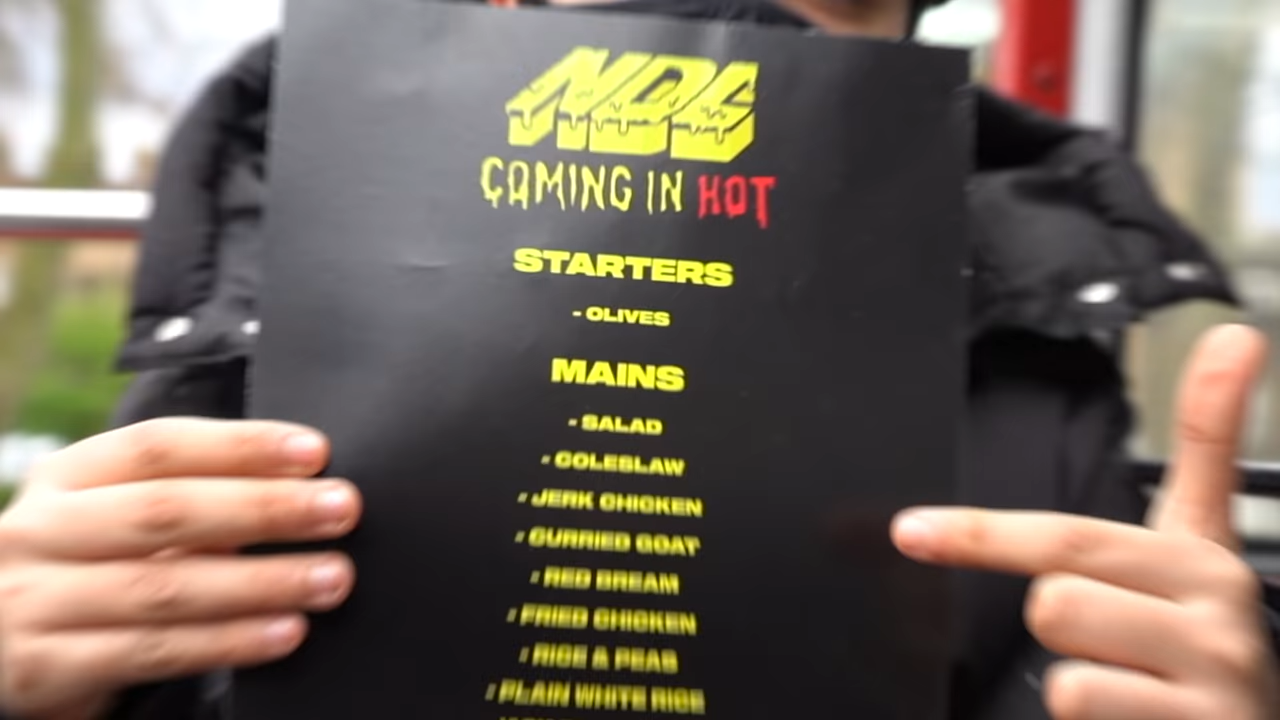 NDL
COMING IN HOT
STARTERS
- OLIVES
MAINS
- SALAD
- COLESLAW
- JERK CHICKEN
- CURRIED GOAT
- RED BREAM
- FRIED CHICKEN
- RICE & PEAS
- PLAIN WHITE RICE